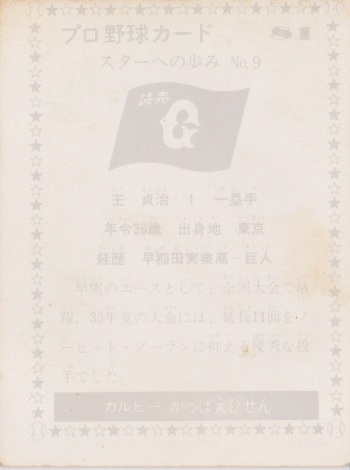 プロ野球カード
スターへの歩み No.9
読売
G
王 貞治 1 一塁手
年令36歳 出身地 東京
経歴 早稲田実業高—巨人
早実のエースとして、全国大会で活
躍。33年夏の大会には、延長11回をノ
ーヒット・ノーランに抑える優秀な投
手でした。
カルビー かっぱえびせん